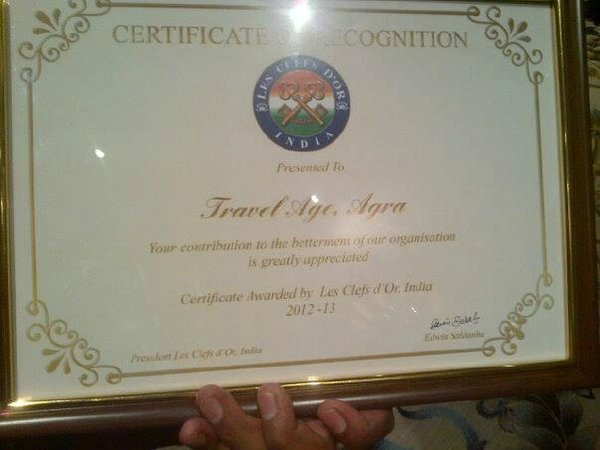 CERTIFICATE OF RECOGNITION
LES CLEFS D'OR
INDIA
Presented To
Travel Age, Agra
Your contribution to the betterment of our organisation
is greatly appreciated
Certificate Awarded by Les Clefs d'Or, India
2012-13
Edwin Saldanha
President Les Clefs d'Or, India